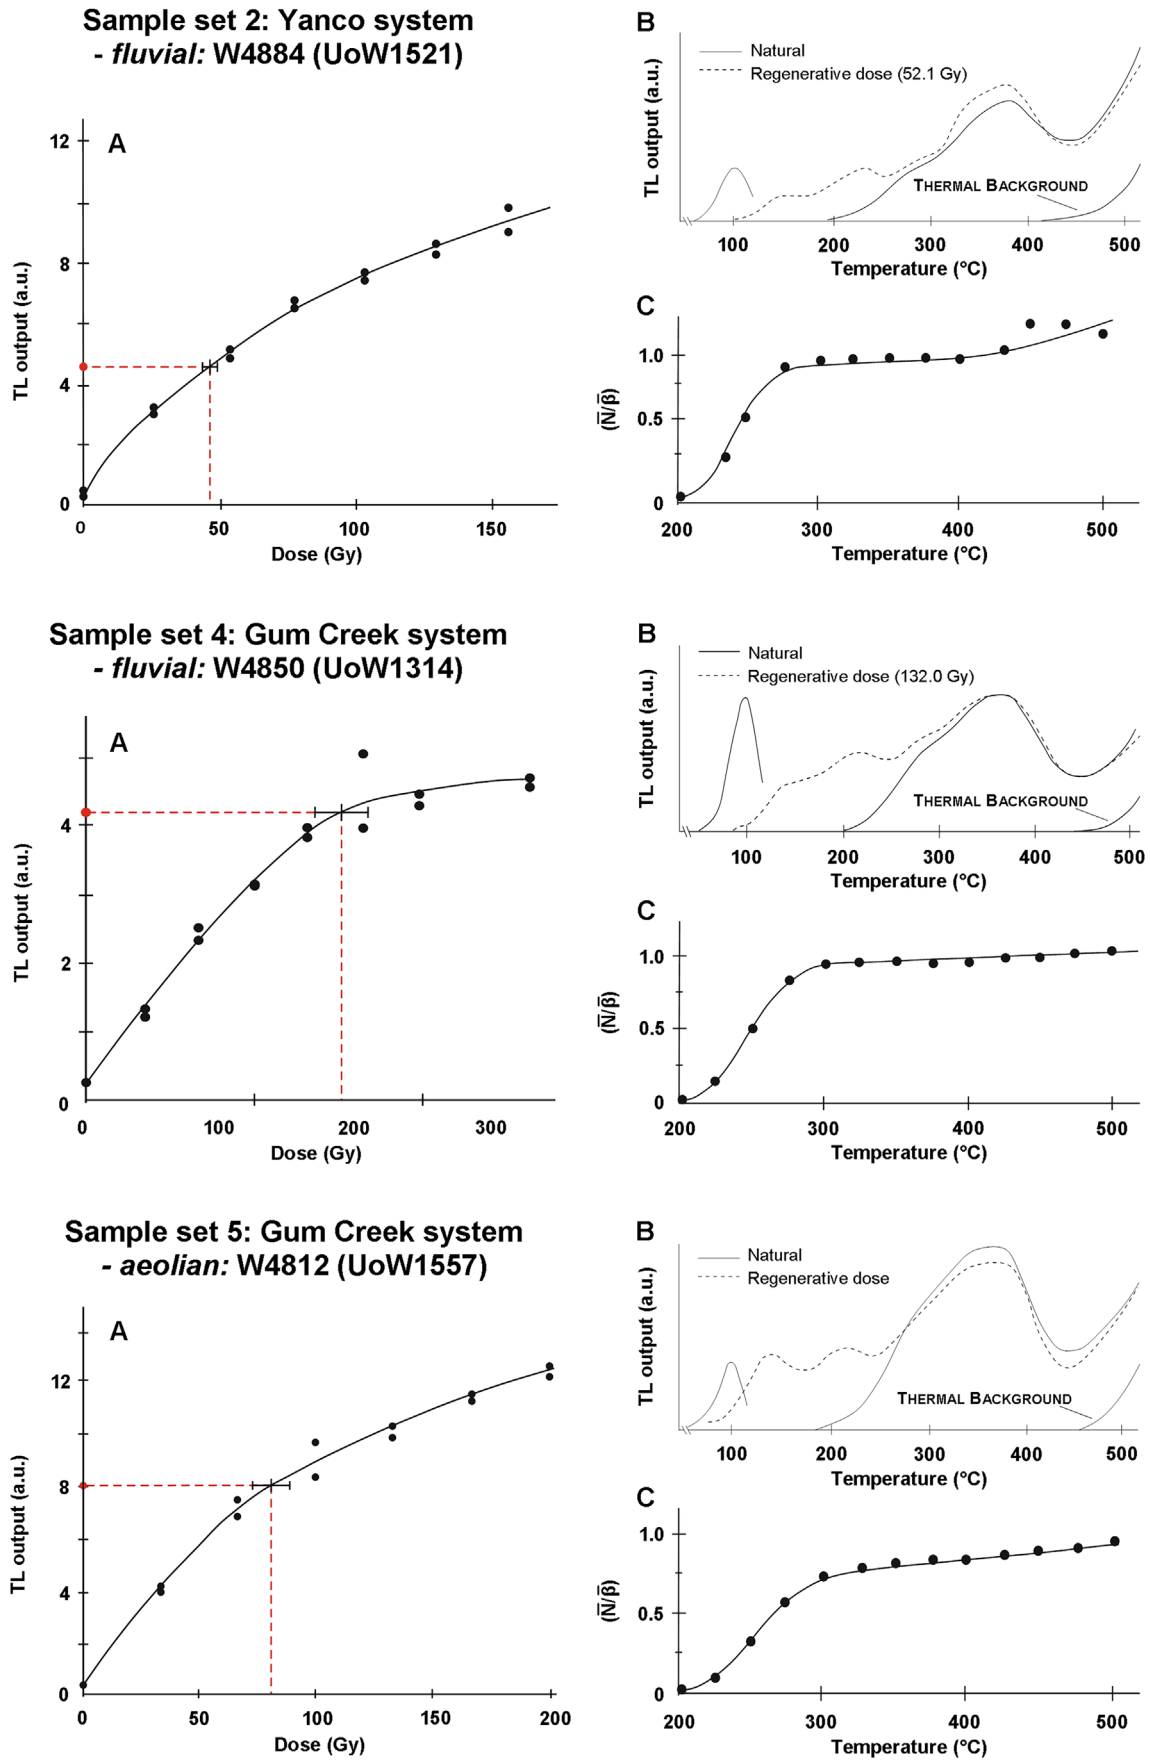 Sample set 2: Yanco system
- fluvial: W4884 (UoW1521)
A
TL output (a.u.)
12
8
4
0
0 50 100 150
Dose (Gy)
B
Natural
Regenerative dose (52.1 Gy)
TL output (a.u.)
THERMAL BACKGROUND
100 200 300 400 500
Temperature (°C)
C
(N̅/β̅)
1.0
0.5
0
200 300 400 500
Temperature (°C)
Sample set 4: Gum Creek system
- fluvial: W4850 (UoW1314)
A
TL output (a.u.)
4
2
0
0 100 200 300
Dose (Gy)
B
Natural
Regenerative dose (132.0 Gy)
TL output (a.u.)
THERMAL BACKGROUND
100 200 300 400 500
Temperature (°C)
C
(N̅/β̅)
1.0
0.5
0
200 300 400 500
Temperature (°C)
Sample set 5: Gum Creek system
- aeolian: W4812 (UoW1557)
A
TL output (a.u.)
12
8
4
0
0 50 100 150 200
Dose (Gy)
B
Natural
Regenerative dose
TL output (a.u.)
THERMAL BACKGROUND
100 200 300 400 500
Temperature (°C)
C
(N̅/β̅)
1.0
0.5
0
200 300 400 500
Temperature (°C)